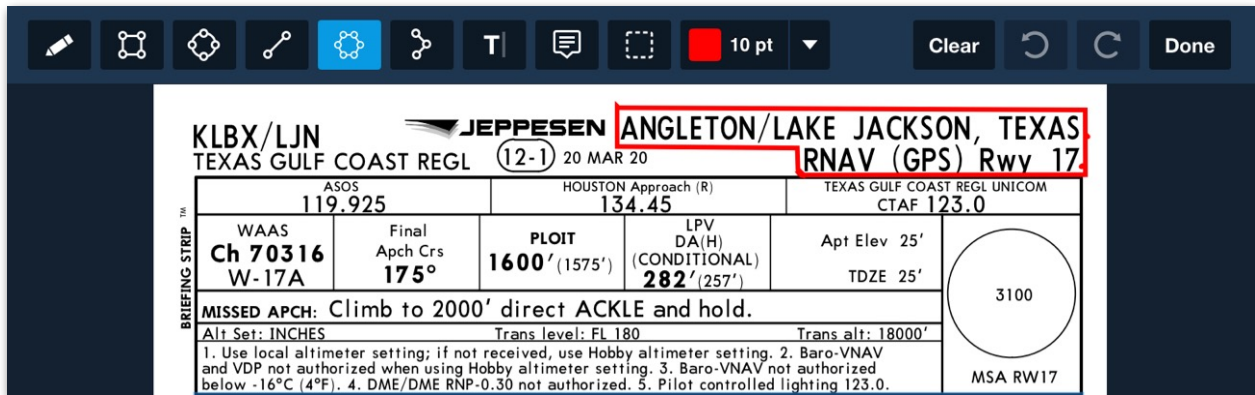 T
10 pt
Clear
Done
KLBX/LJN
TEXAS GULF COAST REGL
JEPPESEN
12-1 20 MAR 20
ANGLETON/LAKE JACKSON, TEXAS
RNAV (GPS) Rwy 17
BRIEFING STRIP TM
ASOS
119.925
HOUSTON Approach (R)
134.45
TEXAS GULF COAST REGL UNICOM
CTAF 123.0
WAAS
Ch 70316
W-17A
Final
Apch Crs
175°
PLOIT
1600' (1575')
LPV
DA(H)
(CONDITIONAL)
282' (257')
Apt Elev 25'
TDZE 25'
3100
MSA RW17
MISSED APCH: Climb to 2000' direct ACKLE and hold.
Alt Set: INCHES Trans level: FL 180 Trans alt: 18000'
1. Use local altimeter setting; if not received, use Hobby altimeter setting. 2. Baro-VNAV
and VDP not authorized when using Hobby altimeter setting. 3. Baro-VNAV not authorized
below -16°C (4°F). 4. DME/DME RNP-0.30 not authorized. 5. Pilot controlled lighting 123.0.